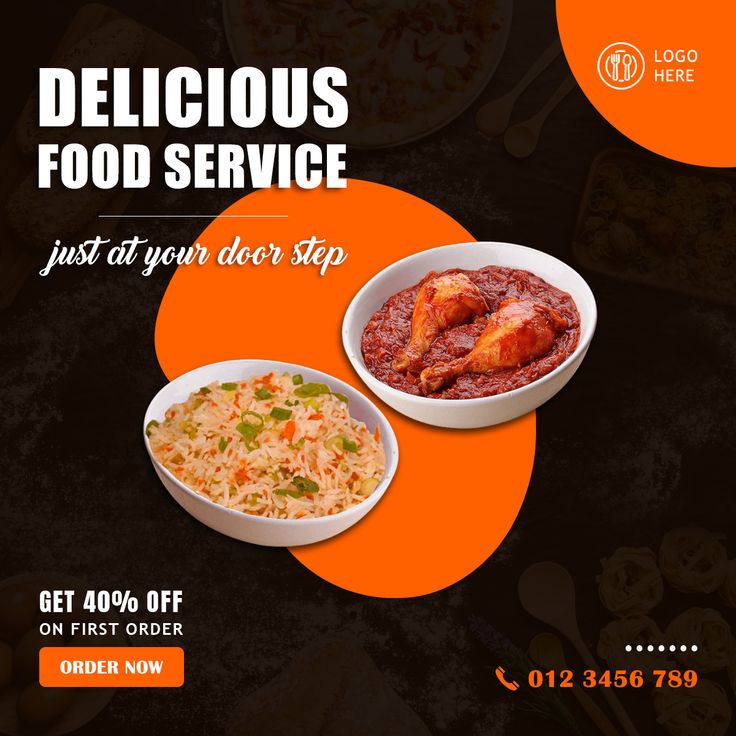 LOGO
HERE
DELICIOUS
FOOD SERVICE
just at your door step
GET 40% OFF
ON FIRST ORDER
ORDER NOW
012 3456 789